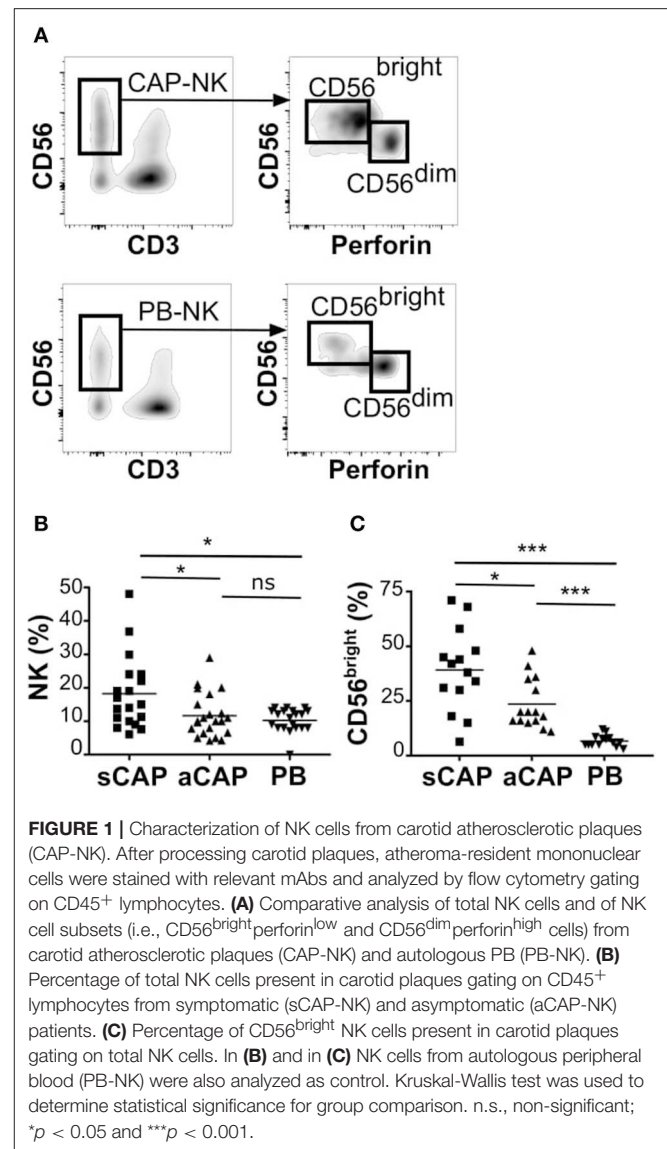 A
CAP-NK
CD56bright
CD56dim
CD56
CD56
CD3
Perforin
PB-NK
CD56bright
CD56dim
CD56
CD56
CD3
Perforin
B
C
*
*
ns
***
*
***
NK (%)
50
40
30
20
10
0
sCAP aCAP PB
CD56bright (%)
75
50
25
0
sCAP aCAP PB
FIGURE 1 | Characterization of NK cells from carotid atherosclerotic plaques
(CAP-NK). After processing carotid plaques, atheroma-resident mononuclear
cells were stained with relevant mAbs and analyzed by flow cytometry gating
on CD45+ lymphocytes. (A) Comparative analysis of total NK cells and of NK
cell subsets (i.e., CD56brightperforinlow and CD56dimperforinhigh cells) from
carotid atherosclerotic plaques (CAP-NK) and autologous PB (PB-NK). (B)
Percentage of total NK cells present in carotid plaques gating on CD45+
lymphocytes from symptomatic (sCAP-NK) and asymptomatic (aCAP-NK)
patients. (C) Percentage of CD56bright NK cells present in carotid plaques
gating on total NK cells. In (B) and in (C) NK cells from autologous peripheral
blood (PB-NK) were also analyzed as control. Kruskal-Wallis test was used to
determine statistical significance for group comparison. n.s., non-significant;
*p < 0.05 and ***p < 0.001.